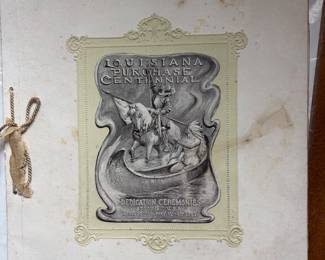 LOUISIANA
PURCHASE
CENTENNIAL
DEDICATION CEREMONIES